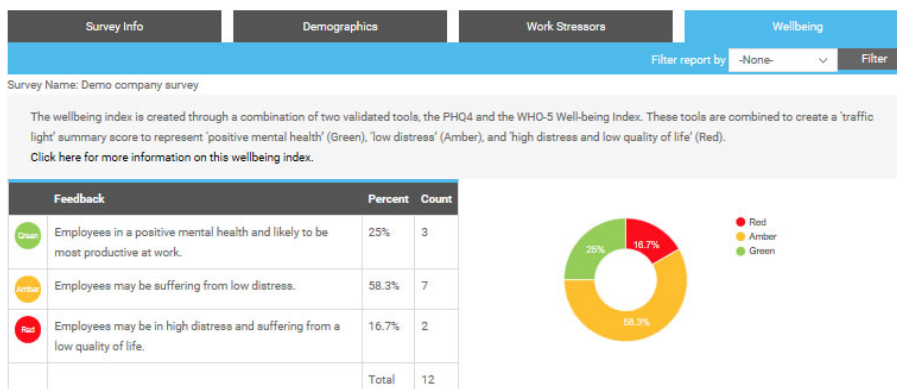 Survey Info
Demographics
Work Stressors
Wellbeing
Filter report by
-None-
Filter
Survey Name: Demo company survey
The wellbeing index is created through a combination of two validated tools, the PHQ4 and the WHO-5 Well-being Index. These tools are combined to create a 'traffic
light' summary score to represent 'positive mental health' (Green), 'low distress' (Amber), and 'high distress and low quality of life' (Red).
Click here for more information on this wellbeing index.
Feedback Percent Count
Green Employees in a positive mental health and likely to be 25% 3
most productive at work.
Amber Employees may be suffering from low distress. 58.3% 7
Red Employees may be in high distress and suffering from a 16.7% 2
low quality of life.
Total 12
25%
16.7%
58.3%
Red
Amber
Green